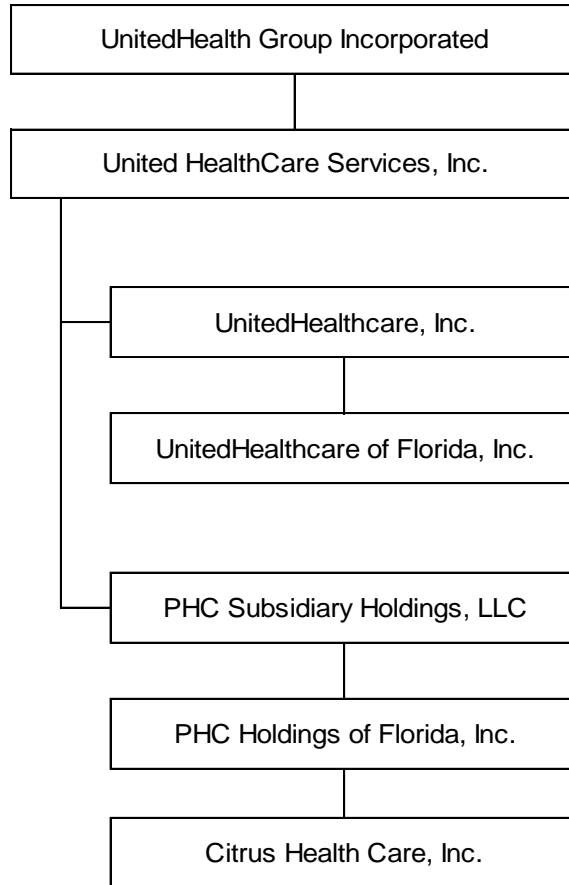 UnitedHealth Group Incorporated
United HealthCare Services, Inc.
UnitedHealthcare, Inc.
UnitedHealthcare of Florida, Inc.
PHC Subsidiary Holdings, LLC
PHC Holdings of Florida, Inc.
Citrus Health Care, Inc.